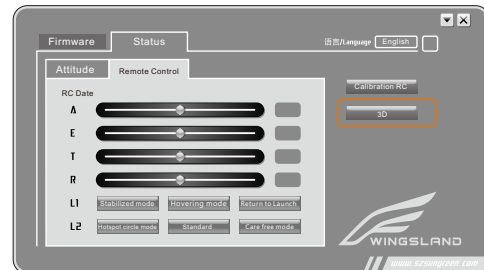 Firmware Status 语言/Language English
Attitude Remote Control
Calibration RC
RC Date
3D
A
E
T
R
L1 Stabilized mode Hovering mode Return to Launch
L2 Hotspot circle mode Standard Care free mode
WINGSLAND
www.szsungreen.com